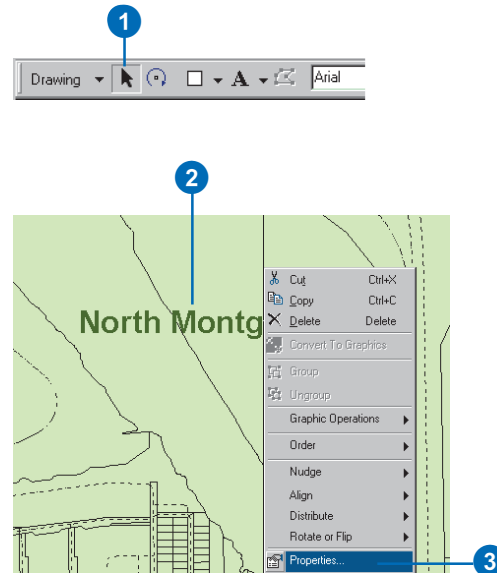 1
Drawing A Arial
2
North Montg
Cut Ctrl+X
Copy Ctrl+C
Delete Delete
Convert To Graphics
Group
Ungroup
Graphic Operations
Order
Nudge
Align
Distribute
Rotate or Flip
Properties... 3